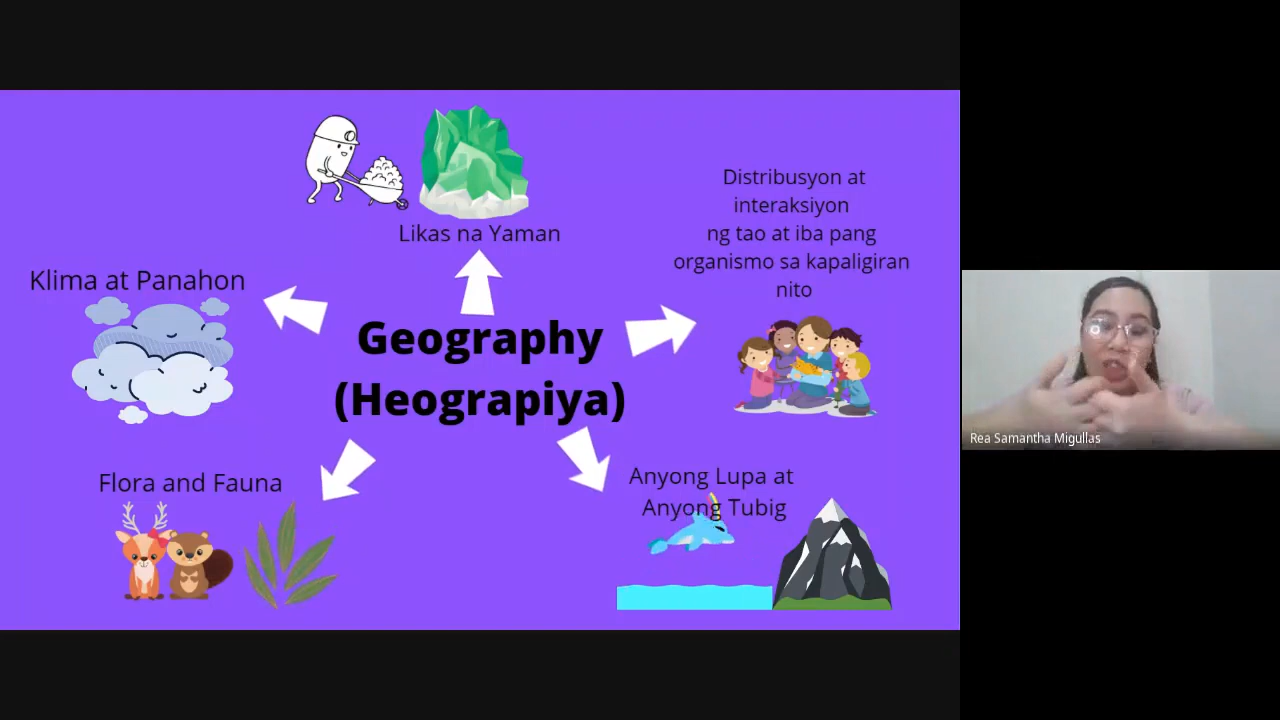 Likas na Yaman
Distribusyon at
interaksiyon
ng tao at iba pang
organismo sa kapaligiran
nito
Klima at Panahon
Geography
(Heograpiya)
Flora and Fauna
Anyong Lupa at
Anyong Tubig
Rea Samantha Migullas